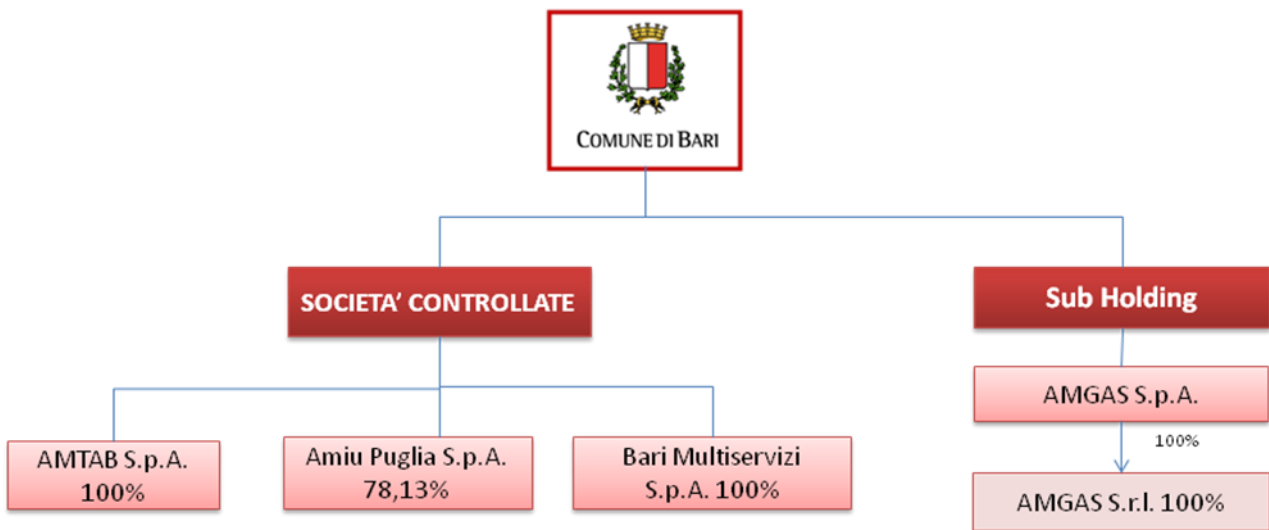 COMUNE DI BARI
SOCIETA’ CONTROLLATE
Sub Holding
AMGAS S.p.A.
100%
AMTAB S.p.A.
100%
Amiu Puglia S.p.A.
78,13%
Bari Multiservizi
S.p.A. 100%
AMGAS S.r.l. 100%